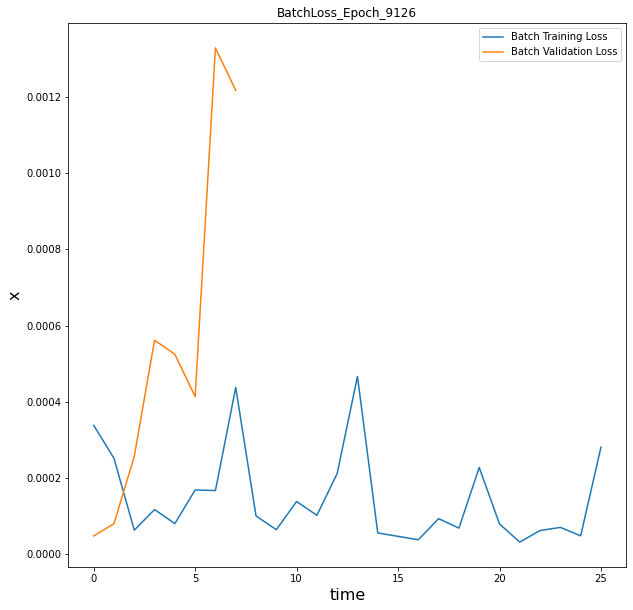 BatchLoss_Epoch_9126
Batch Training Loss
Batch Validation Loss
0.0012
0.0010
0.0008
0.0006
0.0004
0.0002
0.0000
x
0
5
10
15
20
25
time